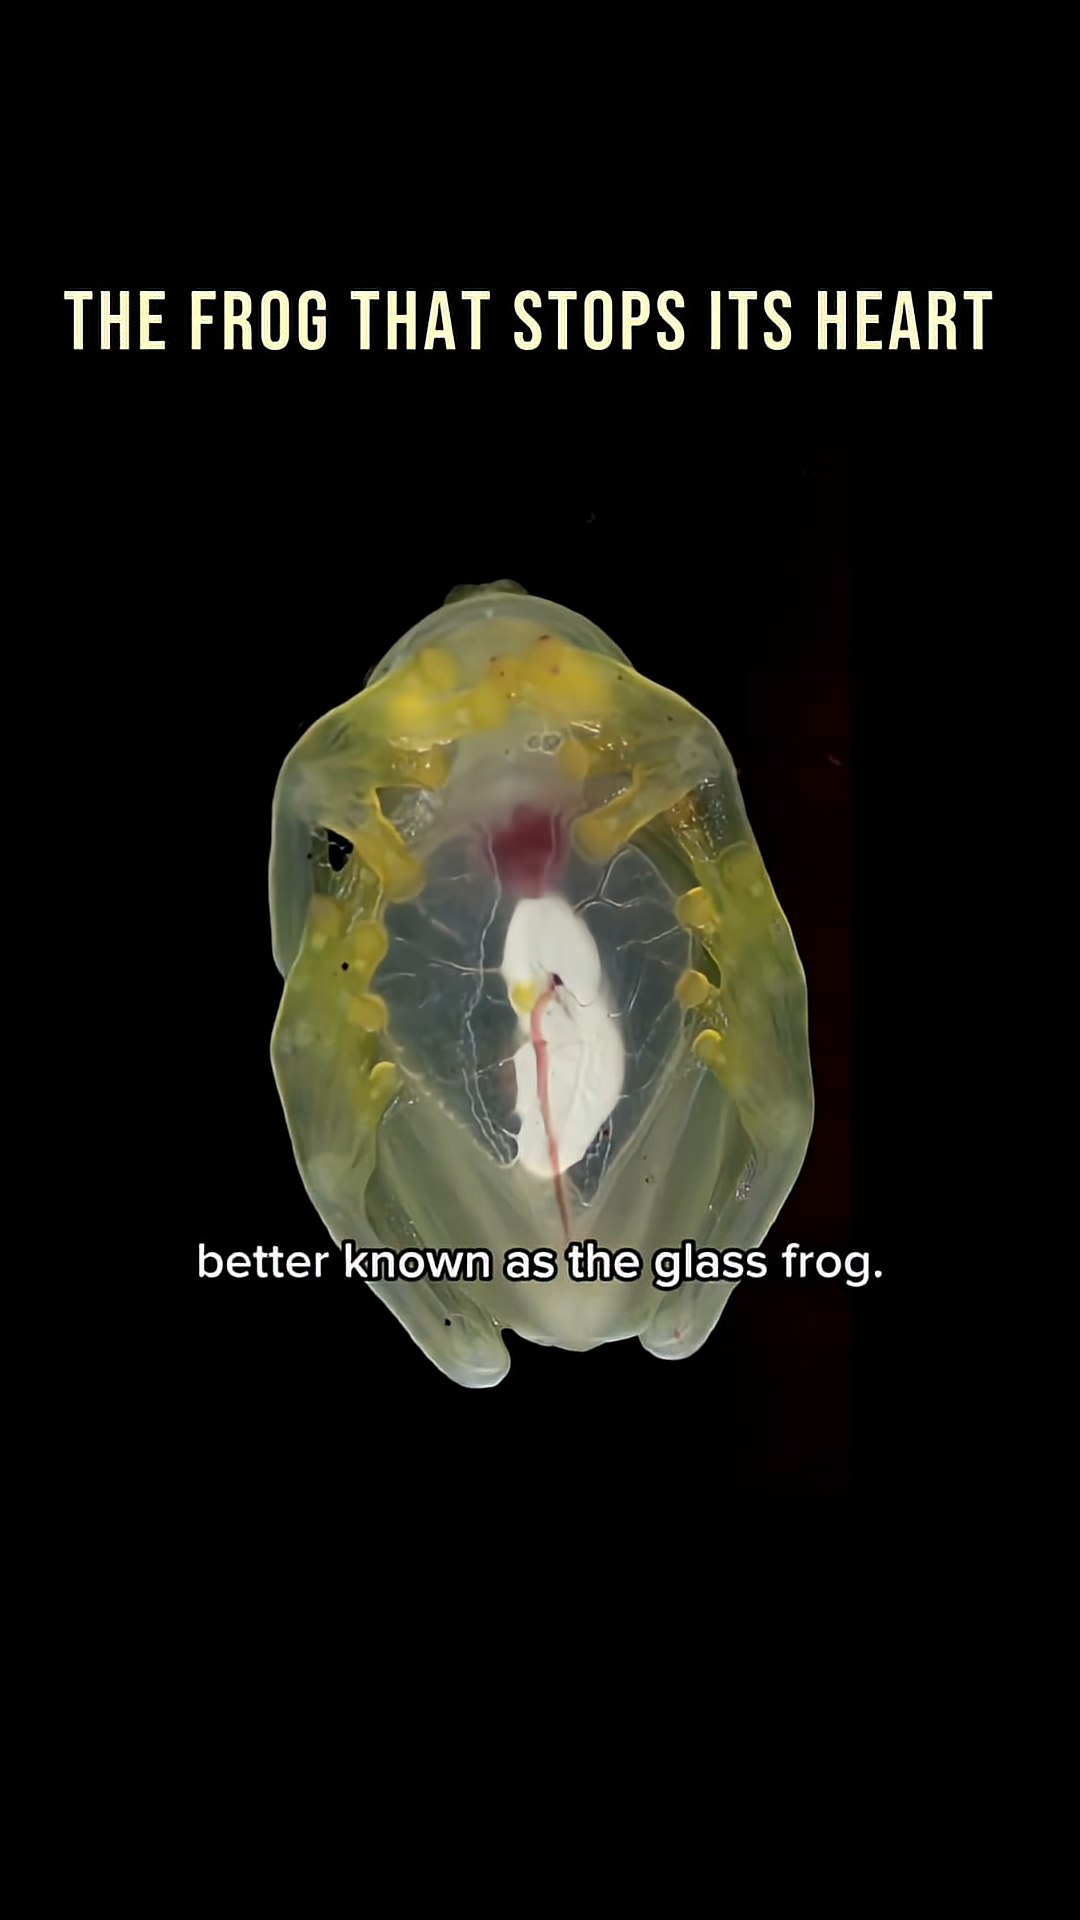 THE FROG THAT STOPS ITS HEART
better known as the glass frog.